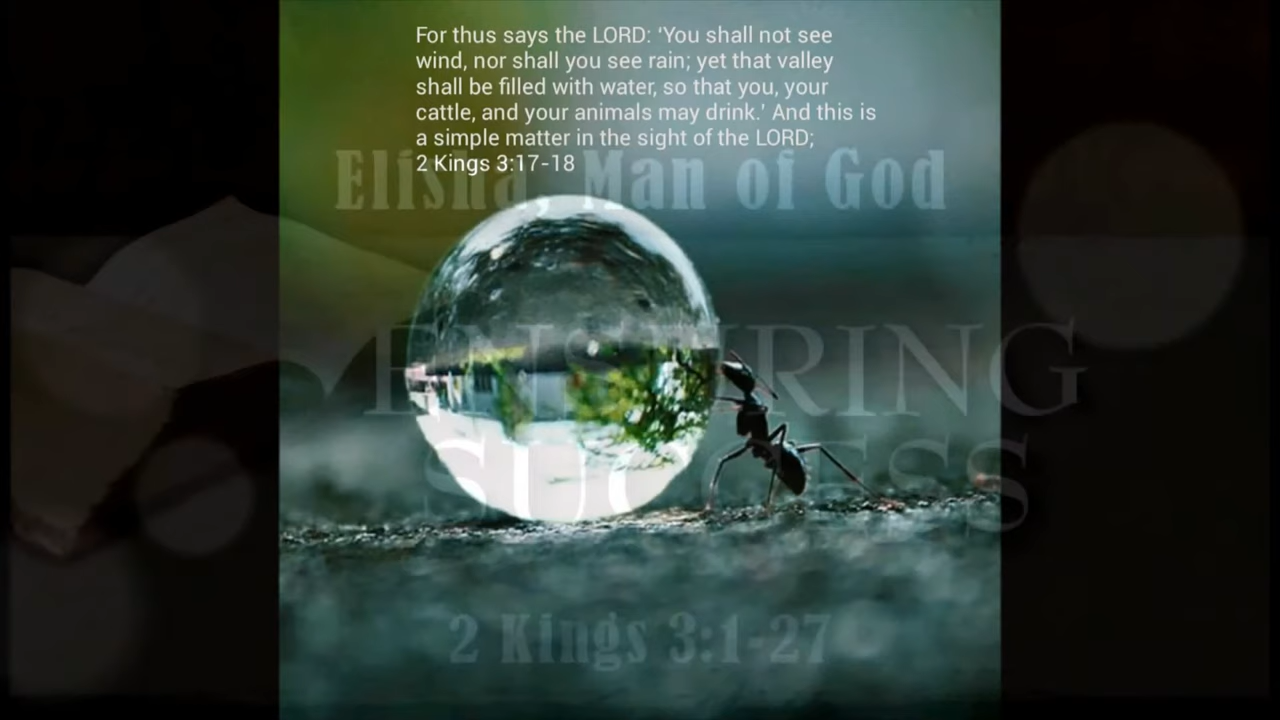 For thus says the LORD: ‘You shall not see
wind, nor shall you see rain; yet that valley
shall be filled with water, so that you, your
cattle, and your animals may drink.’ And this is
a simple matter in the sight of the LORD;
2 Kings 3:17-18
Elisha, Man of God
ENSURING
SUCCESS
2 Kings 3:1-27